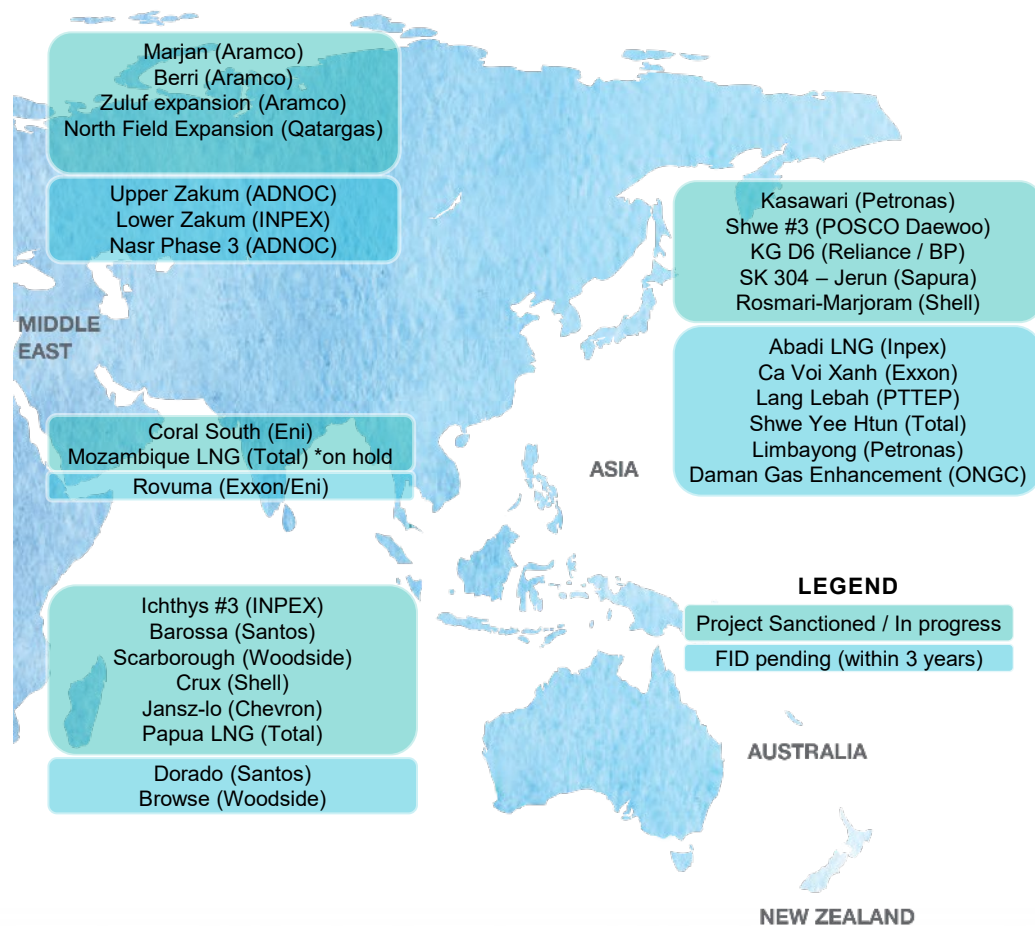 Marjan (Aramco)
Berri (Aramco)
Zuluf expansion (Aramco)
North Field Expansion (Qatargas)
Upper Zakum (ADNOC)
Lower Zakum (INPEX)
Nasr Phase 3 (ADNOC)
Kasawari (Petronas)
Shwe #3 (POSCO Daewoo)
KG D6 (Reliance / BP)
SK 304 – Jerun (Sapura)
Rosmari-Marjoram (Shell)
MIDDLE
EAST
Abadi LNG (Inpex)
Ca Voi Xanh (Exxon)
Lang Lebah (PTTEP)
Shwe Yee Htun (Total)
Limbayong (Petronas)
Daman Gas Enhancement (ONGC)
Coral South (Eni)
Mozambique LNG (Total) *on hold
Rovuma (Exxon/Eni)
ASIA
LEGEND
Project Sanctioned / In progress
FID pending (within 3 years)
Ichthys #3 (INPEX)
Barossa (Santos)
Scarborough (Woodside)
Crux (Shell)
Jansz-lo (Chevron)
Papua LNG (Total)
Dorado (Santos)
Browse (Woodside)
AUSTRALIA
NEW ZEALAND